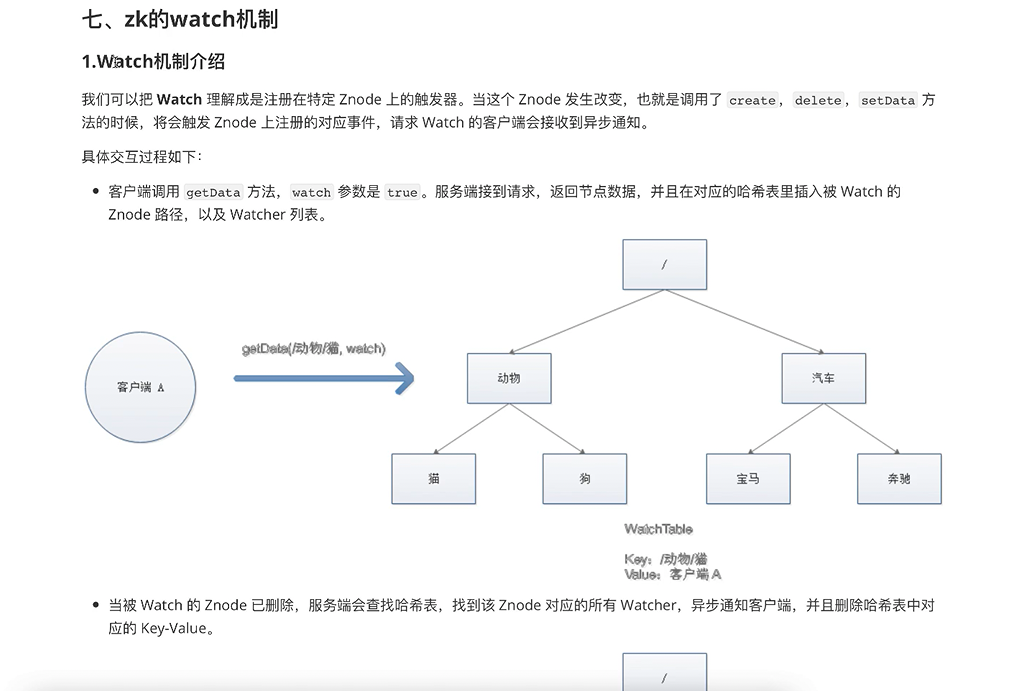 七、zk的watch机制
1.Watch机制介绍
我们可以把 Watch 理解成是注册在特定 Znode 上的触发器。当这个 Znode 发生改变，也就是调用了 create，delete，setData 方
法的时候，将会触发 Znode 上注册的对应事件，请求 Watch 的客户端会接收到异步通知。
具体交互过程如下：
客户端调用 getData 方法，watch 参数是 true。服务端接到请求，返回节点数据，并且在对应的哈希表里插入被 Watch 的
Znode 路径，以及 Watcher 列表。
/
getData(/动物/猫, watch)
客户端 A
动物
汽车
猫
狗
宝马
奔驰
WatchTable
Key：/动物/猫
Value：客户端 A
当被 Watch 的 Znode 已删除，服务端会查找哈希表，找到该 Znode 对应的所有 Watcher，异步通知客户端，并且删除哈希表中对
应的 Key-Value。
/